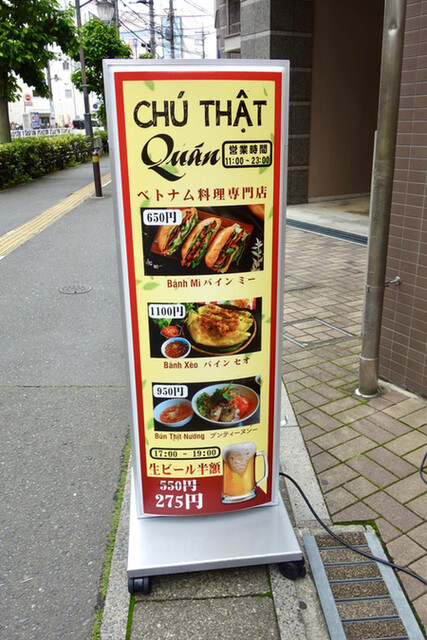 CHÚ THẬT
Quán
営業時間
11:00~23:00
ベトナム料理専門店
650円
Bánh Mì バイン ミー
1100円
Bánh Xèo バイン セオ
950円
Bún Thịt Nướng ブンティーヌンー
17:00 - 19:00
生ビール半額
550円
275円